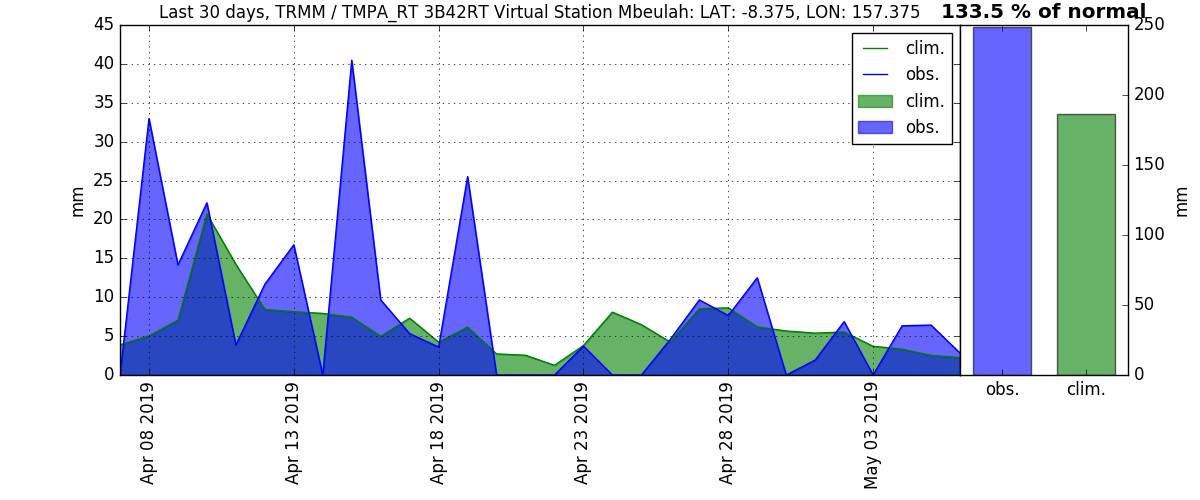 Last 30 days, TRMM / TMPA_RT 3B42RT Virtual Station Mbeulah: LAT: -8.375, LON: 157.375
133.5 % of normal
45
40
35
30
25
20
15
10
5
0
mm
clim.
obs.
clim.
obs.
Apr 08 2019
Apr 13 2019
Apr 18 2019
Apr 23 2019
Apr 28 2019
May 03 2019
250
200
150
100
50
0
mm
obs.
clim.